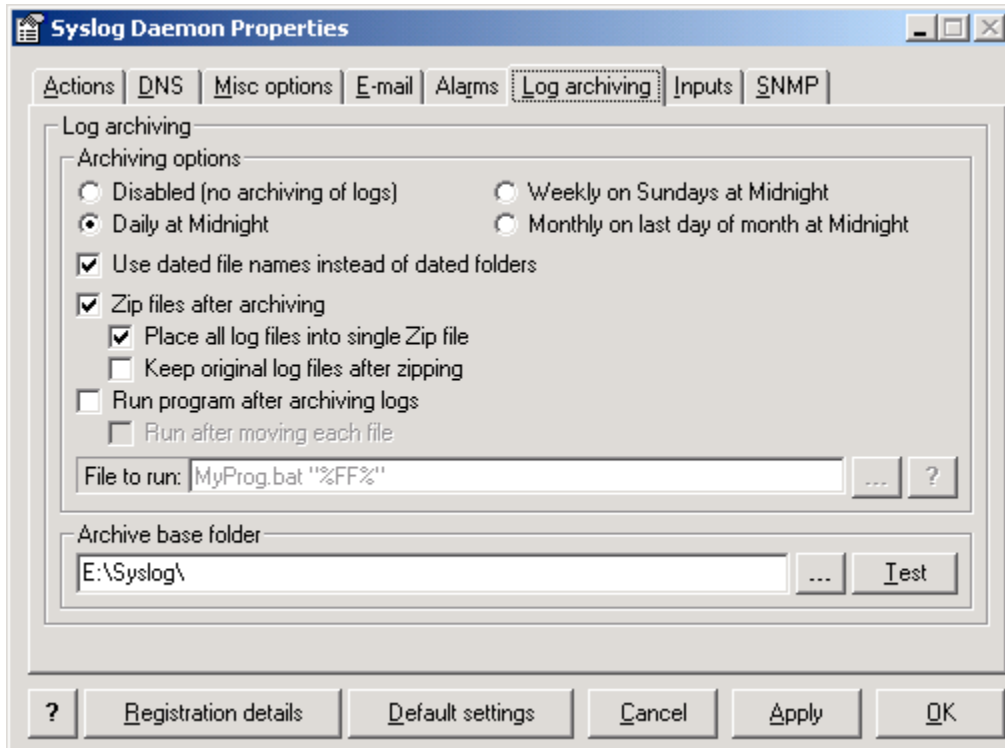 Syslog Daemon Properties
Actions DNS Misc options E-mail Alarms Log archiving Inputs SNMP
Log archiving
Archiving options
Disabled (no archiving of logs) Weekly on Sundays at Midnight
Daily at Midnight Monthly on last day of month at Midnight
Use dated file names instead of dated folders
Zip files after archiving
Place all log files into single Zip file
Keep original log files after zipping
Run program after archiving logs
Run after moving each file
File to run: MyProg.bat "%FF%" ... ?
Archive base folder
E:\Syslog\ ... Test
? Registration details Default settings Cancel Apply OK